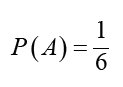 P(A) = 1/6